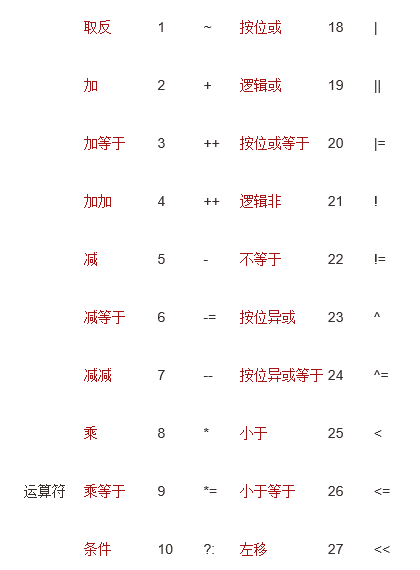 取反 1 ~ 按位或 18 |
加 2 + 逻辑或 19 ||
加等于 3 ++ 按位或等于 20 |=
加加 4 ++ 逻辑非 21 !
减 5 - 不等于 22 !=
减等于 6 -= 按位异或 23 ^
减减 7 -- 按位异或等于 24 ^=
乘 8 * 小于 25 <
运算符 乘等于 9 *= 小于等于 26 <=
条件 10 ?: 左移 27 <<